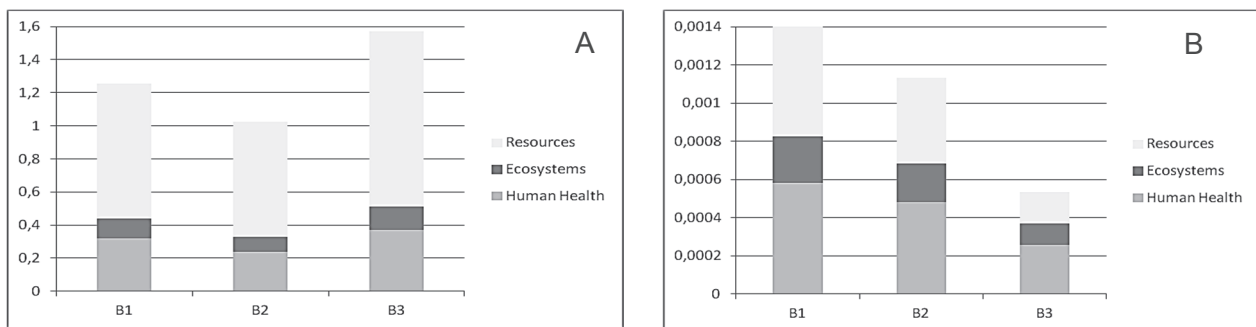 A
1,6
1,4
1,2
1
0,8
0,6
0,4
0,2
0
B1
B2
B3
Resources
Ecosystems
Human Health
B
0,0014
0,0012
0,001
0,0008
0,0006
0,0004
0,0002
0
B1
B2
B3
Resources
Ecosystems
Human Health